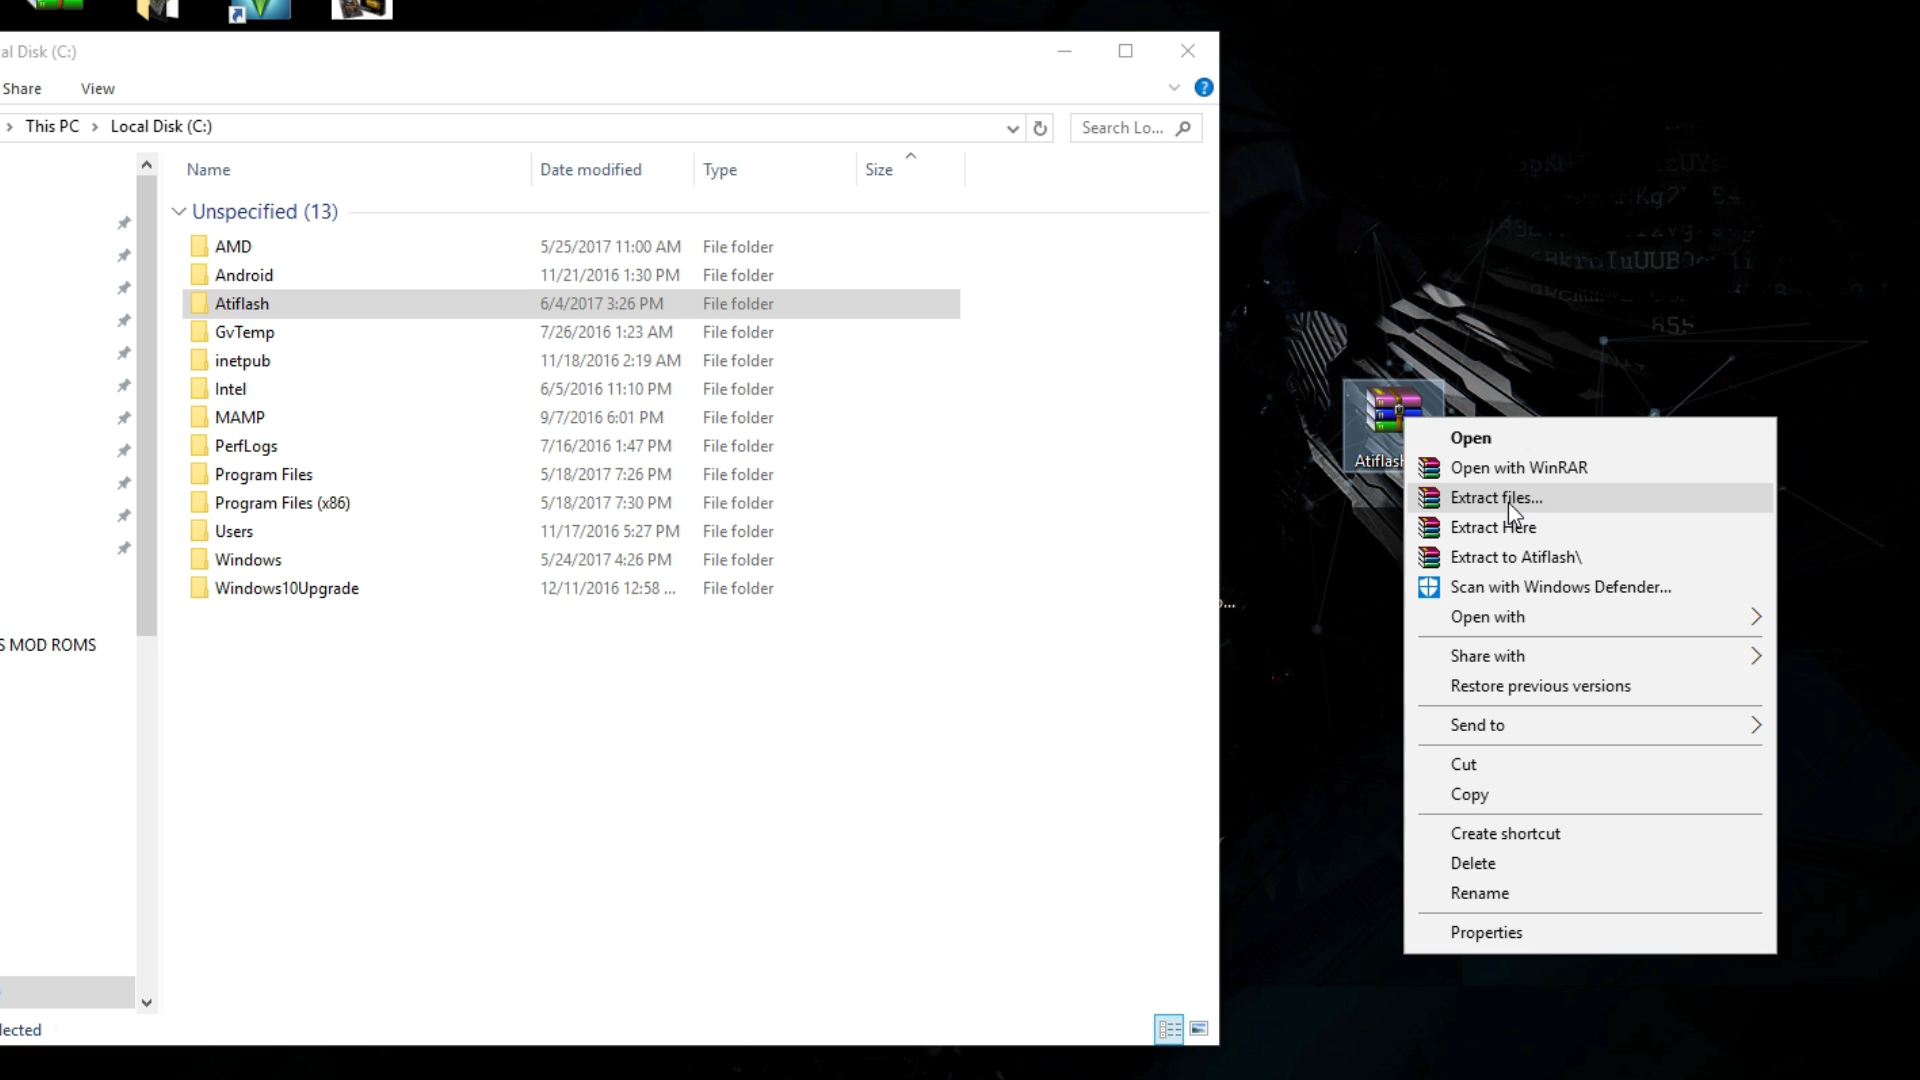 al Disk (C:)
Share View
This PC > Local Disk (C:)
Search Lo...
Name Date modified Type Size
Unspecified (13)
AMD 5/25/2017 11:00 AM File folder
Android 11/21/2016 1:30 PM File folder
Atiflash 6/4/2017 3:26 PM File folder
GvTemp 7/26/2016 1:23 AM File folder
inetpub 11/18/2016 2:19 AM File folder
Intel 6/5/2016 11:10 PM File folder
MAMP 9/7/2016 6:01 PM File folder
PerfLogs 7/16/2016 1:47 PM File folder
Program Files 5/18/2017 7:26 PM File folder
Program Files (x86) 5/18/2017 7:30 PM File folder
Users 11/17/2016 5:27 PM File folder
Windows 5/24/2017 4:26 PM File folder
Windows10Upgrade 12/11/2016 12:58 ... File folder
S MOD ROMS
lected
Atiflash
Open
Open with WinRAR
Extract files...
Extract Here
Extract to Atiflash\
Scan with Windows Defender...
Open with
Share with
Restore previous versions
Send to
Cut
Copy
Create shortcut
Delete
Rename
Properties